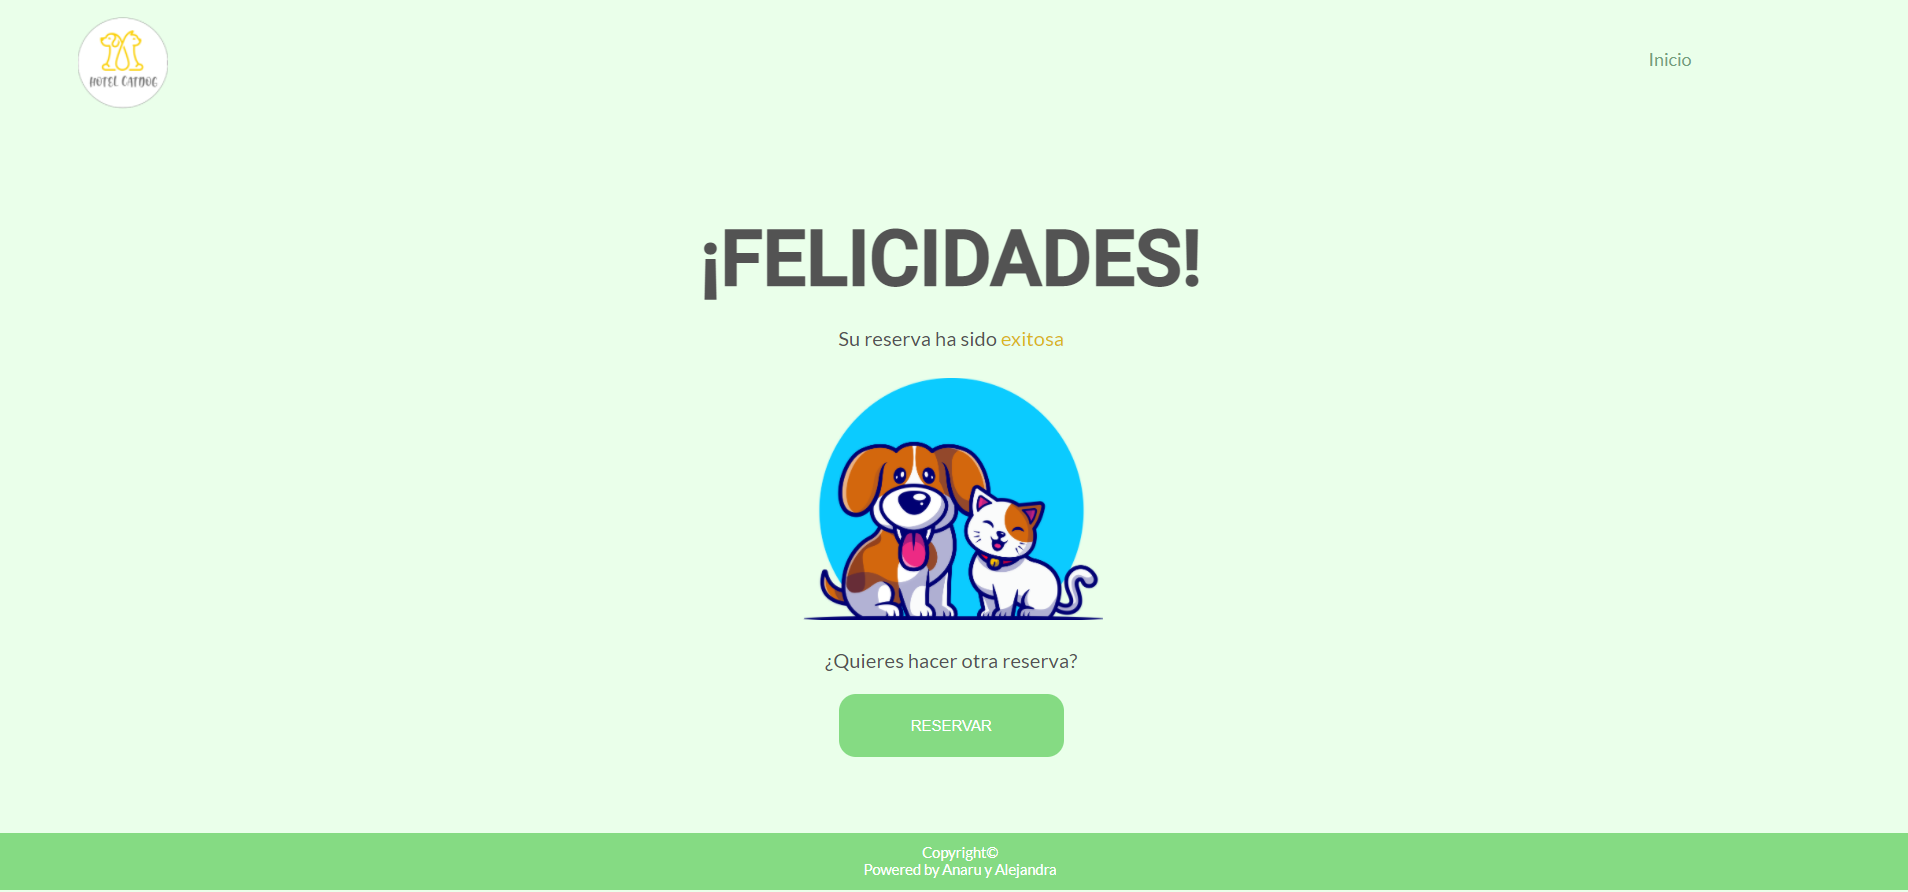 HOTEL CATDOG
Inicio
¡FELICIDADES!
Su reserva ha sido exitosa
¿Quieres hacer otra reserva?
RESERVAR
Copyright©
Powered by Anaru y Alejandra